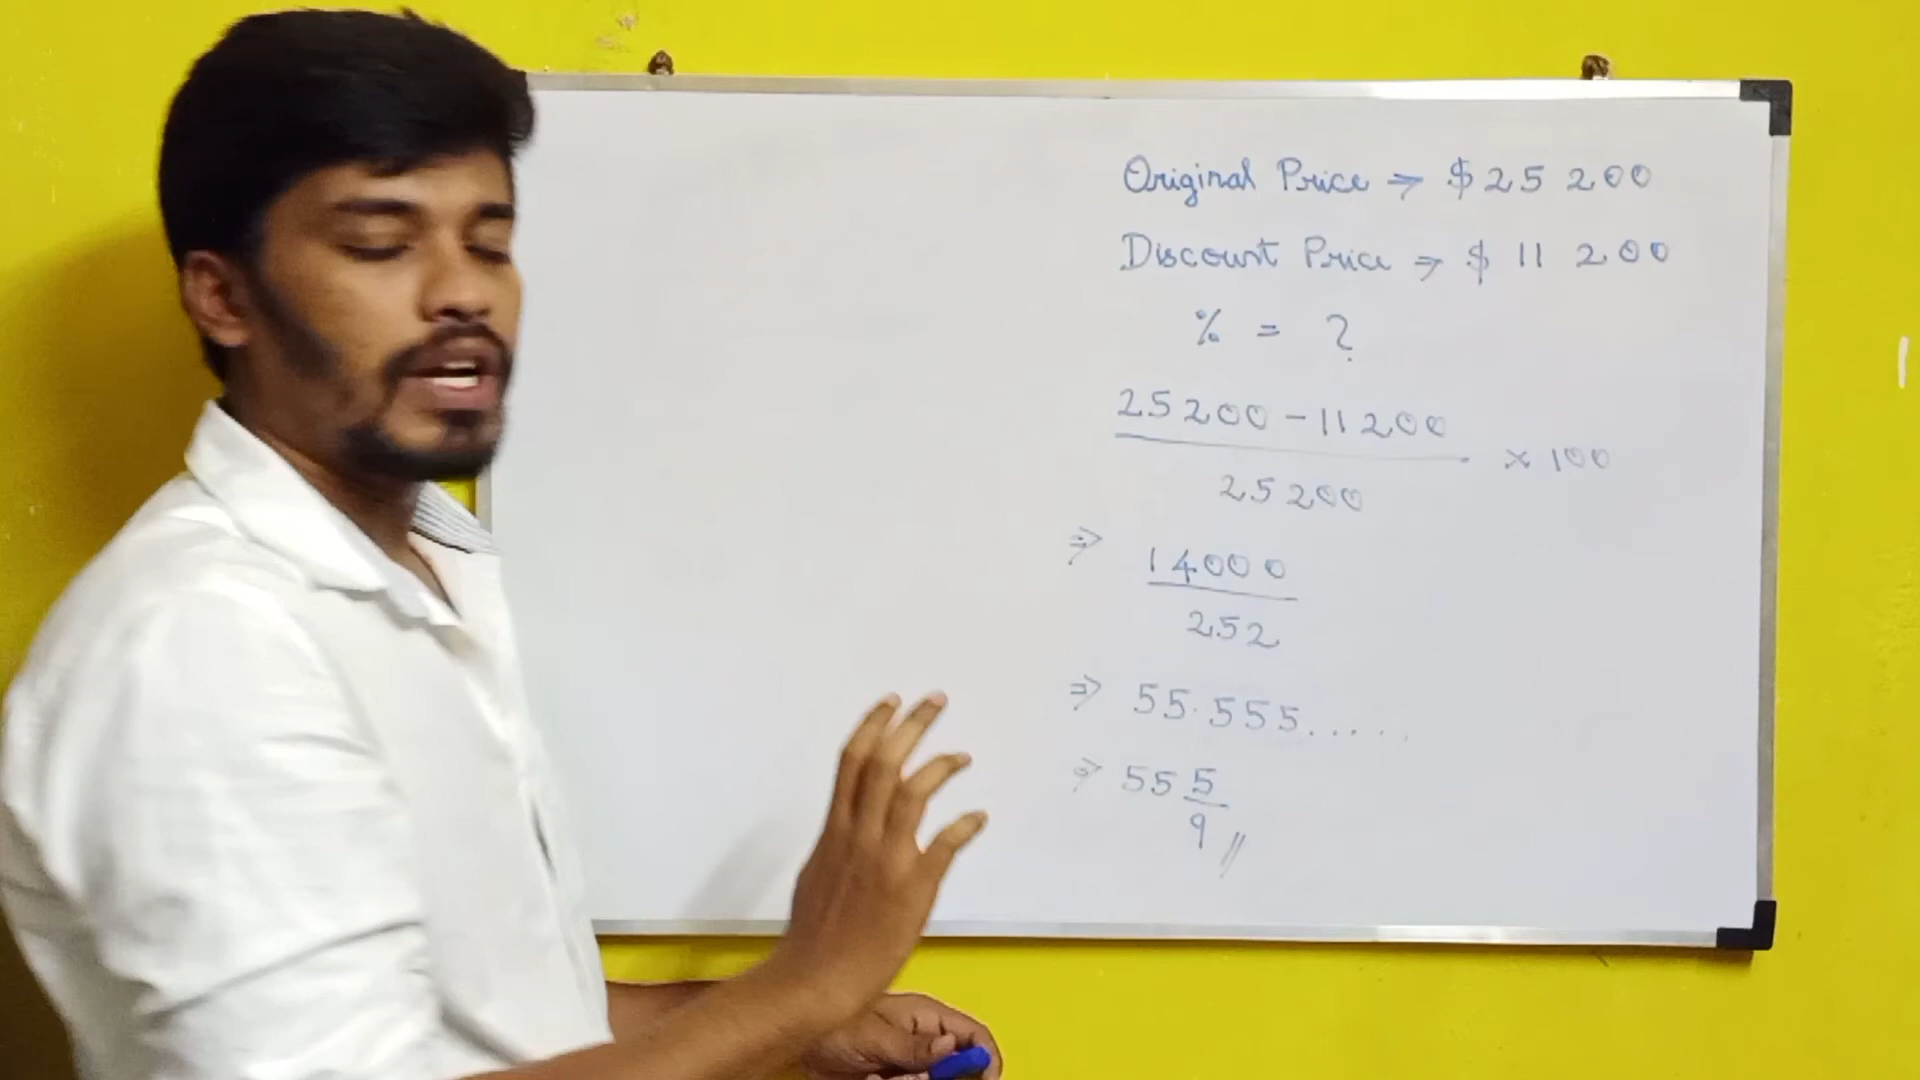 Original Price ⇒ $25 200
Discount Price ⇒ $ 11 200
% = ?
25200 - 11200
25200
× 100
⇒ 14000
252
⇒ 55.555.....
⇒ 55 5
9 //